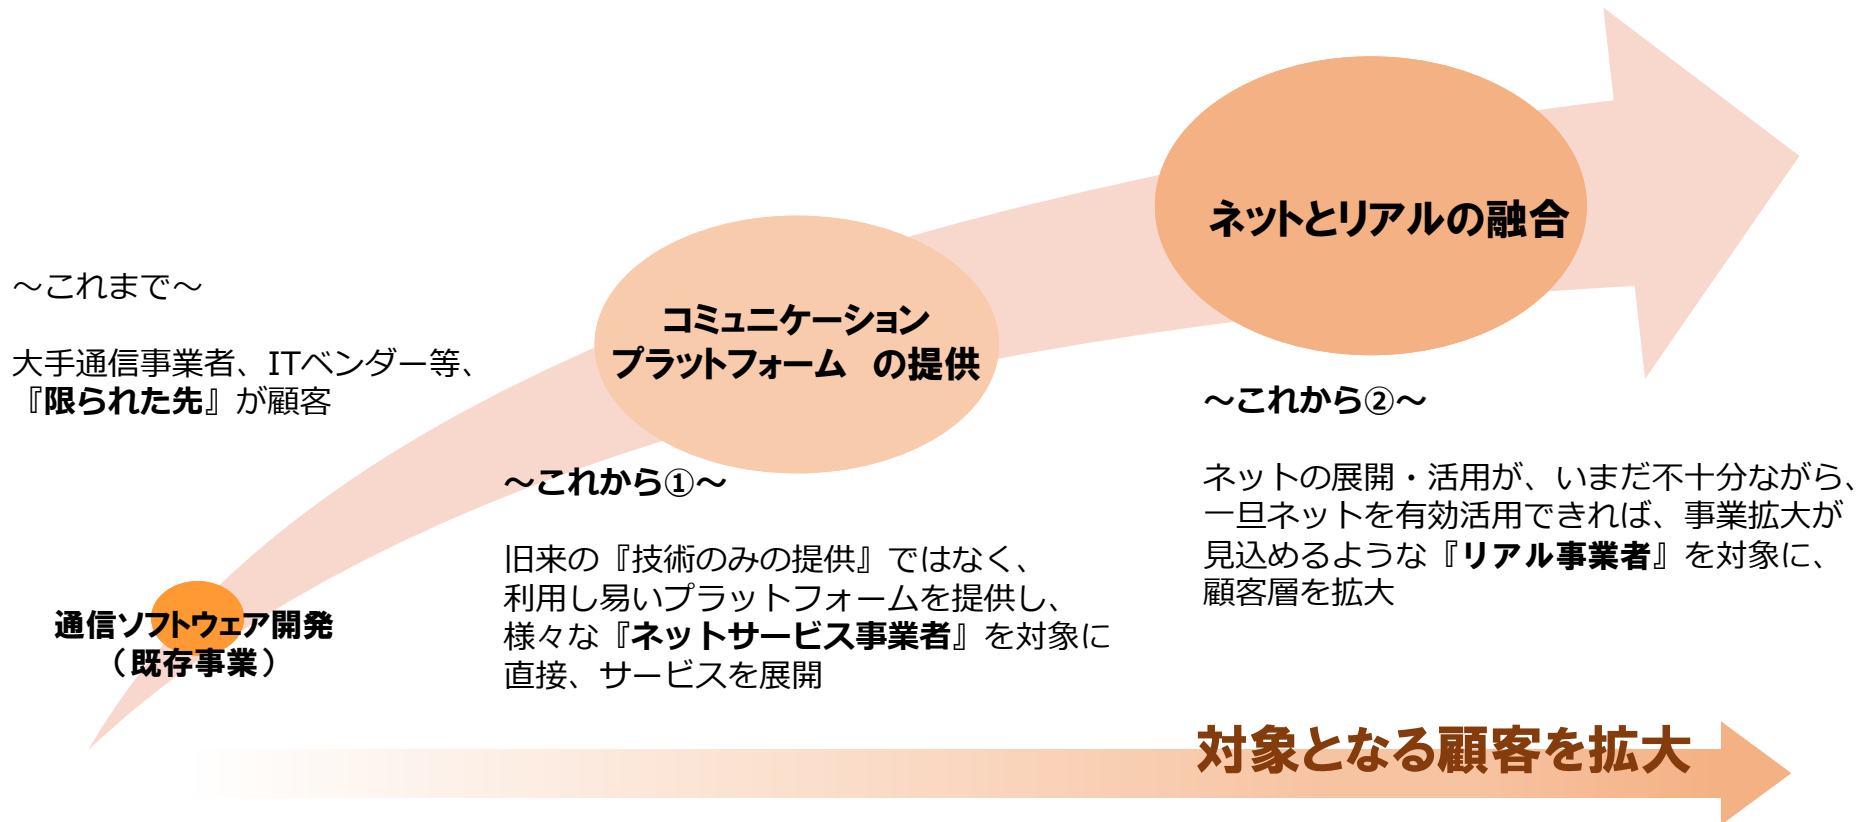 ～これまで～
大手通信事業者、ITベンダー等、
『限られた先』が顧客
通信ソフトウェア開発
（既存事業）
コミュニケーション
プラットフォーム　の提供
～これから①～
旧来の『技術のみの提供』ではなく、
利用し易いプラットフォームを提供し、
様々な『ネットサービス事業者』を対象に
直接、サービスを展開
ネットとリアルの融合
～これから②～
ネットの展開・活用が、いまだ不十分ながら、
一旦ネットを有効活用できれば、事業拡大が
見込めるような『リアル事業者』を対象に、
顧客層を拡大
対象となる顧客を拡大